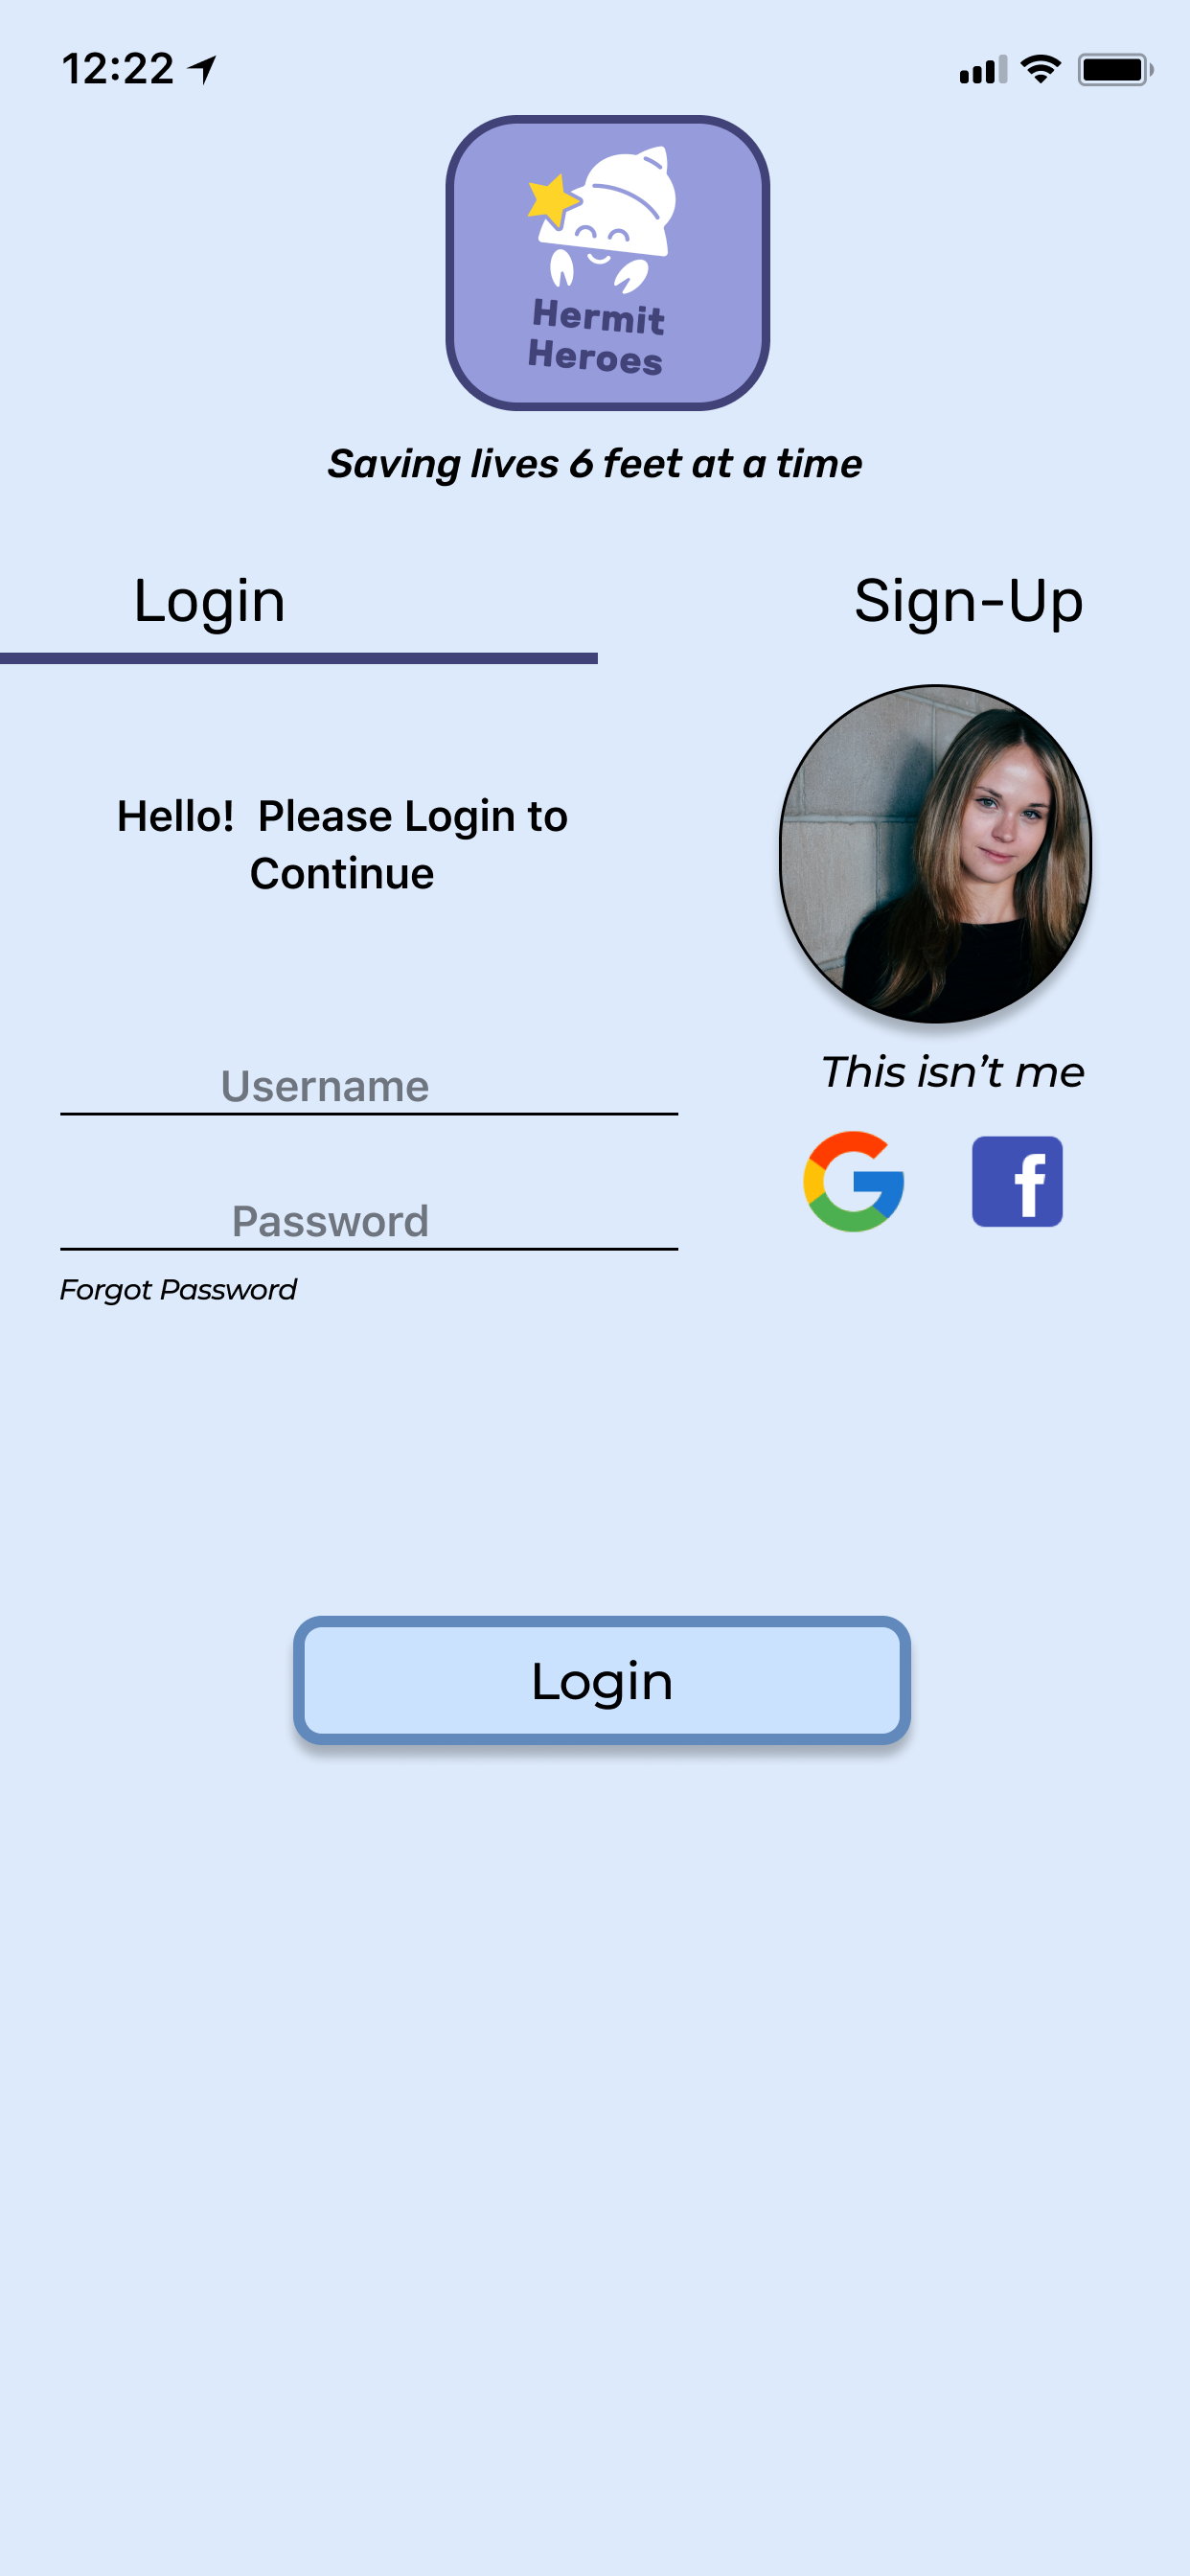 12:22
Hermit
Heroes
Saving lives 6 feet at a time
Login
Sign-Up
Hello!  Please Login to
Continue
This isn’t me
Username
Password
Forgot Password
Login